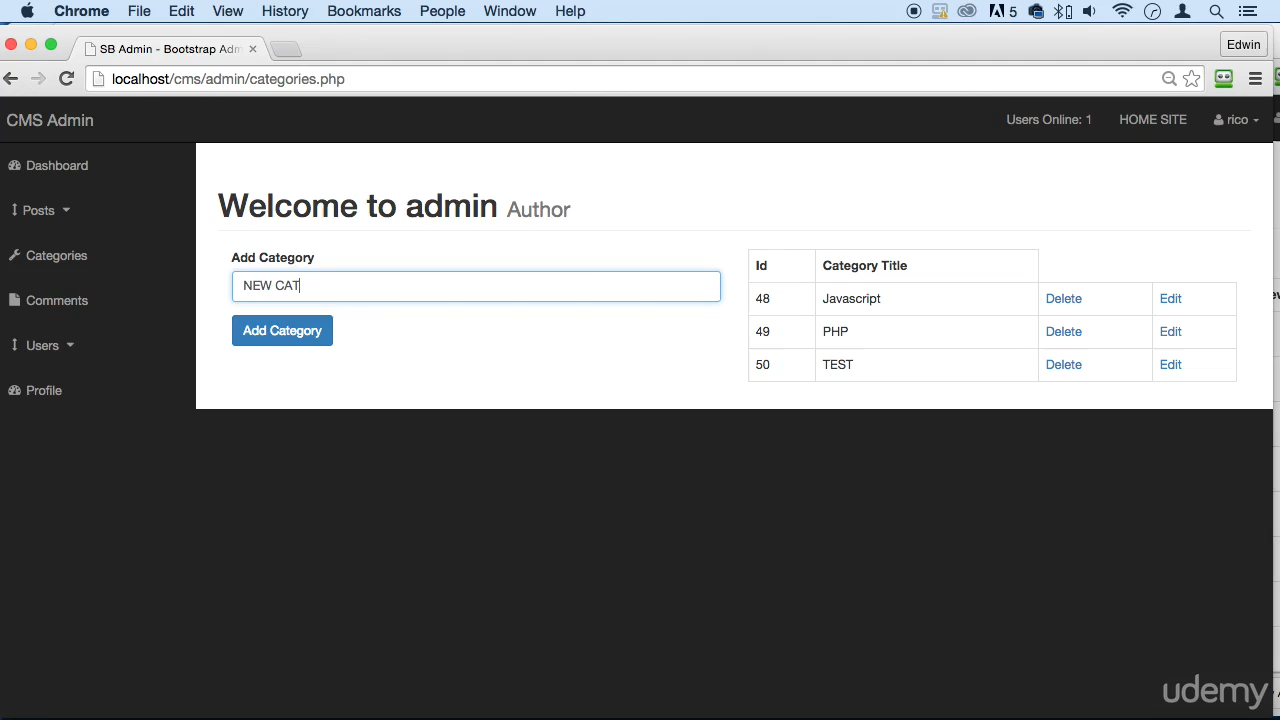 Chrome File Edit View History Bookmarks People Window Help 5
SB Admin - Bootstrap Adm
Edwin
localhost/cms/admin/categories.php
CMS Admin Users Online: 1 HOME SITE rico
Dashboard
Posts
Categories
Comments
Users
Profile
Welcome to admin Author
Add Category
NEW CAT
Add Category
Id Category Title
48 Javascript Delete Edit
49 PHP Delete Edit
50 TEST Delete Edit
udemy